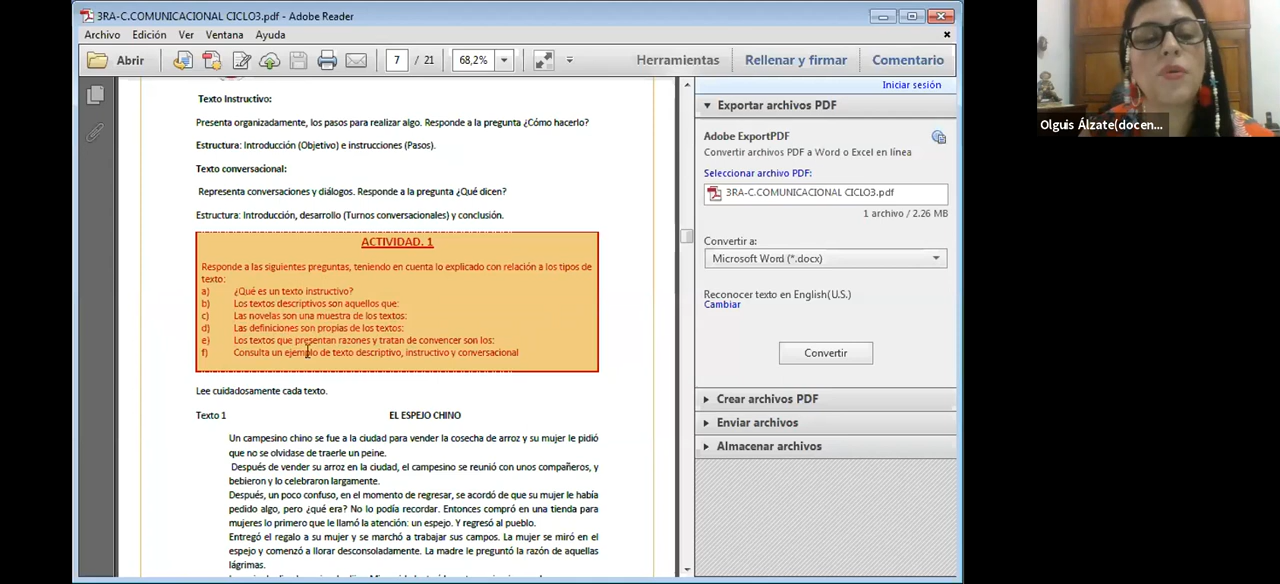 3RA-C.COMUNICACIONAL CICLO3.pdf - Adobe Reader
Archivo Edición Ver Ventana Ayuda
Abrir 7 / 21 68,2% Herramientas Rellenar y firmar Comentario
Texto Instructivo:
Presenta organizadamente, los pasos para realizar algo. Responde a la pregunta ¿Cómo hacerlo?
Estructura: Introducción (Objetivo) e instrucciones (Pasos).
Texto conversacional:
Representa conversaciones y diálogos. Responde a la pregunta ¿Qué dicen?
Estructura: Introducción, desarrollo (Turnos conversacionales) y conclusión.
ACTIVIDAD. 1
Responde a las siguientes preguntas, teniendo en cuenta lo explicado con relación a los tipos de
texto:
a) ¿Qué es un texto instructivo?
b) Los textos descriptivos son aquellos que:
c) Las novelas son una muestra de los textos:
d) Las definiciones son propias de los textos:
e) Los textos que presentan razones y tratan de convencer son los:
f) Consulta un ejemplo de texto descriptivo, instructivo y conversacional
Lee cuidadosamente cada texto.
Texto 1 EL ESPEJO CHINO
Un campesino chino se fue a la ciudad para vender la cosecha de arroz y su mujer le pidió
que no se olvidase de traerle un peine.
Después de vender su arroz en la ciudad, el campesino se reunió con unos compañeros, y
bebieron y lo celebraron largamente.
Después, un poco confuso, en el momento de regresar, se acordó de que su mujer le había
pedido algo, pero ¿qué era? No lo podía recordar. Entonces compró en una tienda para
mujeres lo primero que le llamó la atención: un espejo. Y regresó al pueblo.
Entregó el regalo a su mujer y se marchó a trabajar sus campos. La mujer se miró en el
espejo y comenzó a llorar desconsoladamente. La madre le preguntó la razón de aquellas
lágrimas.
Iniciar sesión
Exportar archivos PDF
Adobe ExportPDF
Convertir archivos PDF a Word o Excel en línea
Seleccionar archivo PDF:
3RA-C.COMUNICACIONAL CICLO3.pdf
1 archivo / 2.26 MB
Convertir a:
Microsoft Word (*.docx)
Reconocer texto en English(U.S.)
Cambiar
Convertir
Crear archivos PDF
Enviar archivos
Almacenar archivos
Olguis Álzate(docen...